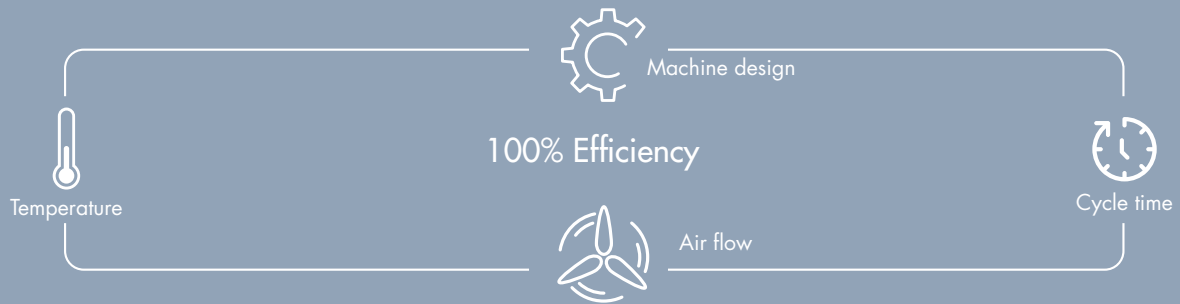 Machine design
100% Efficiency
Temperature
Cycle time
Air flow